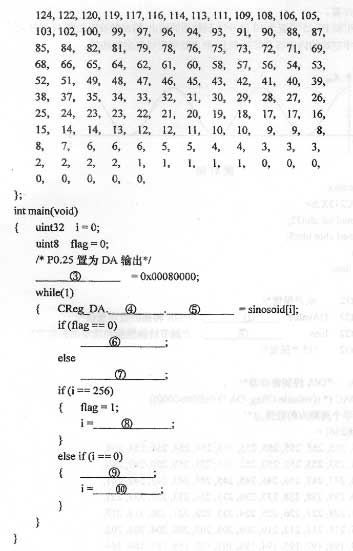 124, 122, 120, 119, 117, 116, 114, 113, 111, 109, 108, 106, 105,
103, 102, 100, 99, 97, 96, 94, 93, 91, 90, 88, 87,
85, 84, 82, 81, 79, 78, 76, 75, 73, 72, 71, 69,
68, 66, 65, 64, 62, 61, 60, 58, 57, 56, 54, 53,
52, 51, 49, 48, 47, 46, 45, 43, 42, 41, 40, 39,
38, 37, 35, 34, 33, 32, 31, 30, 29, 28, 27, 26,
25, 24, 23, 23, 22, 21, 20, 19, 18, 17, 17, 16,
15, 14, 14, 13, 12, 12, 11, 10, 10, 9, 9, 8,
8, 7, 6, 6, 6, 5, 5, 4, 4, 3, 3, 3,
2, 2, 2, 2, 1, 1, 1, 1, 1, 0, 0, 0,
0, 0, 0, 0, 0,
};
int main(void)
{ uint32 i=0;
uint8 flag=0;
/* P0.25 置为 DA 输出*/
③ = 0x00080000;
while(1)
{ CReg_DA. ④ . ⑤ = sinosoid[i];
if (flag == 0)
⑥ ;
else
⑦ ;
if (i == 256)
{ flag = 1;
i = ⑧ ;
}
else if (i == 0)
{ ⑨ ;
i = ⑩ ;
}
}
}